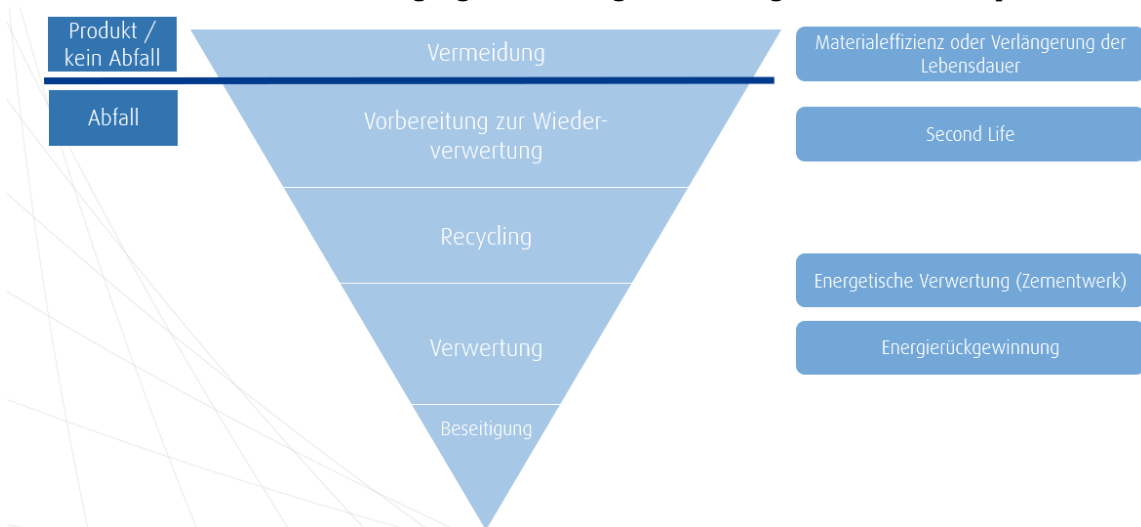 Produkt /
kein Abfall
Vermeidung
Materialeffizienz oder Verlängerung der
Lebensdauer
Abfall
Vorbereitung zur Wieder-
verwertung
Second Life
Recycling
Energetische Verwertung (Zementwerk)
Verwertung
Energierückgewinnung
Beseitigung